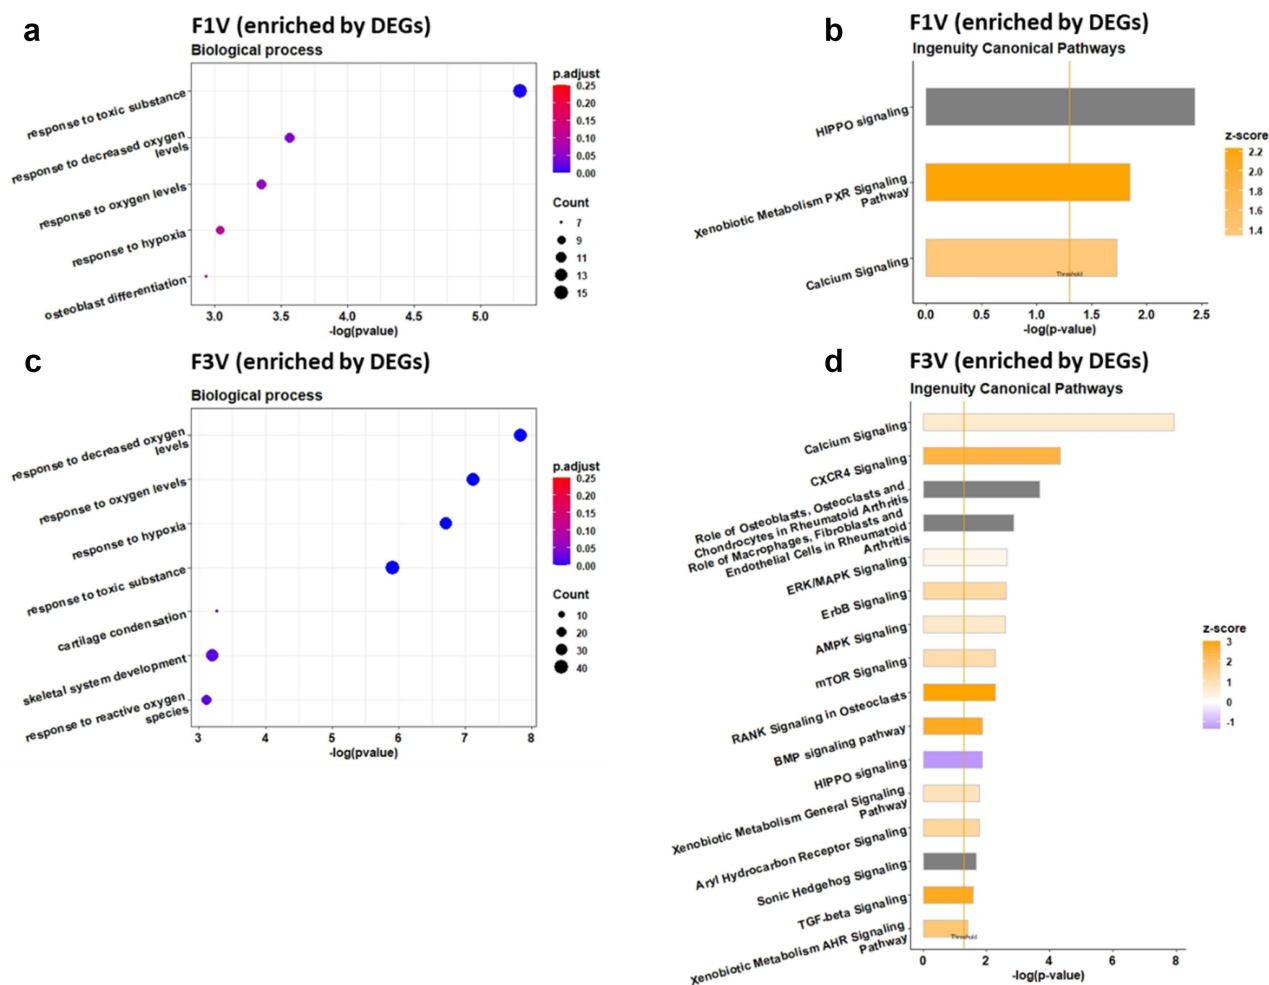 a
F1V (enriched by DEGs)
Biological process
response to toxic substance
response to decreased oxygen
levels
response to oxygen levels
response to hypoxia
osteoblast differentiation
3.0 3.5 4.0 4.5 5.0
-log(pvalue)
p.adjust
0.25
0.20
0.15
0.10
0.05
0.00
Count
7
9
11
13
15
b
F1V (enriched by DEGs)
Ingenuity Canonical Pathways
HIPPO signaling
Xenobiotic Metabolism PXR Signaling
Pathway
Calcium Signaling
Threshold
0.0 0.5 1.0 1.5 2.0 2.5
-log(p-value)
z-score
2.2
2.0
1.8
1.6
1.4
c
F3V (enriched by DEGs)
Biological process
response to decreased oxygen
levels
response to oxygen levels
response to hypoxia
response to toxic substance
cartilage condensation
skeletal system development
response to reactive oxygen
species
3 4 5 6 7 8
-log(pvalue)
p.adjust
0.25
0.20
0.15
0.10
0.05
0.00
Count
10
20
30
40
d
F3V (enriched by DEGs)
Ingenuity Canonical Pathways
Calcium Signaling
CXCR4 Signaling
Role of Osteoblasts, Osteoclasts and
Chondrocytes in Rheumatoid Arthritis
Role of Macrophages, Fibroblasts and
Endothelial Cells in Rheumatoid
Arthritis
ERK/MAPK Signaling
ErbB Signaling
AMPK Signaling
mTOR Signaling
RANK Signaling in Osteoclasts
BMP signaling pathway
HIPPO signaling
Xenobiotic Metabolism General Signaling
Pathway
Aryl Hydrocarbon Receptor Signaling
Sonic Hedgehog Signaling
TGF-beta Signaling
Xenobiotic Metabolism AHR Signaling
Pathway
Threshold
0 2 4 6 8
-log(p-value)
z-score
3
2
1
0
-1